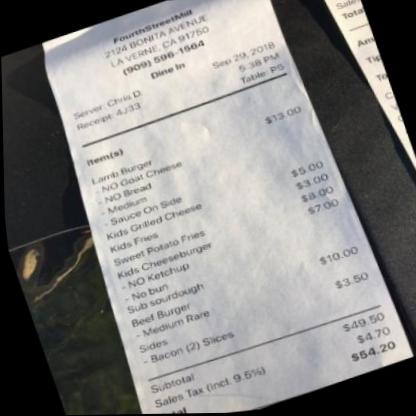 FourthStreetMill
2124 BONITA AVENUE
LA VERNE, CA 91750
(909) 596-1564
Dine In
Server: Chris D. Sep 29, 2018
Receipt: 4J33 5:38 PM
Table: P5
Item(s)
Lamb Burger $13.00
- NO Goat Cheese
- NO Bread
- Medium
- Sauce On Side
Kids Grilled Cheese $5.00
Kids Fries $3.00
Sweet Potato Fries $8.00
Kids Cheeseburger $7.00
- NO Ketchup
- No bun
Sub sourdough
Beef Burger $10.00
- Medium Rare
Sides $3.50
- Bacon (2) Slices
Subtotal $49.50
Sales Tax (incl. 9.5%) $4.70
$54.20
Sales
Tota
Am
Tip
To